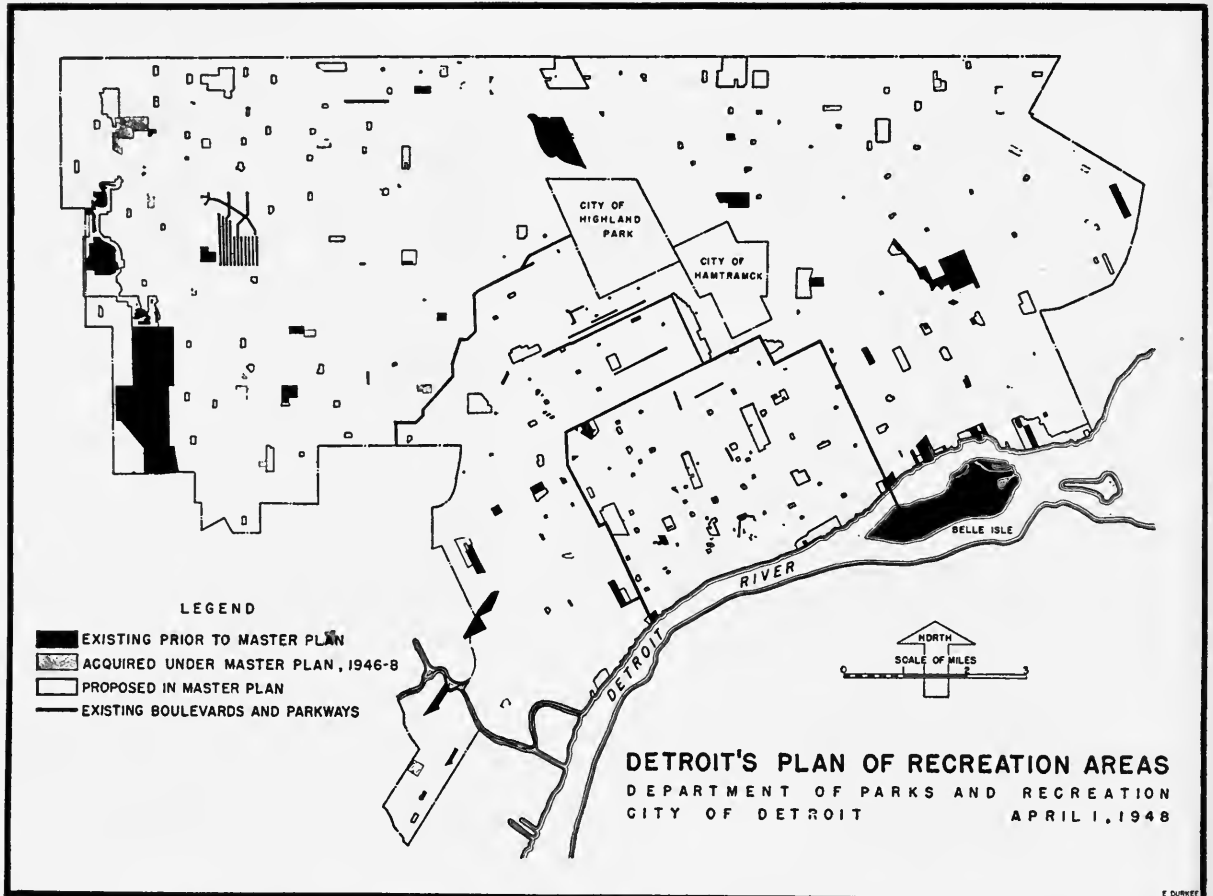 CITY OF
HIGHLAND
PARK
CITY OF
HAMTRAMCK
BELLE ISLE
DETROIT RIVER
LEGEND
EXISTING PRIOR TO MASTER PLAN
ACQUIRED UNDER MASTER PLAN, 1946-8
PROPOSED IN MASTER PLAN
EXISTING BOULEVARDS AND PARKWAYS
NORTH
SCALE OF MILES
0 2 3
DETROIT'S PLAN OF RECREATION AREAS
DEPARTMENT OF PARKS AND RECREATION
CITY OF DETROIT APRIL 1, 1948
E DURKEE